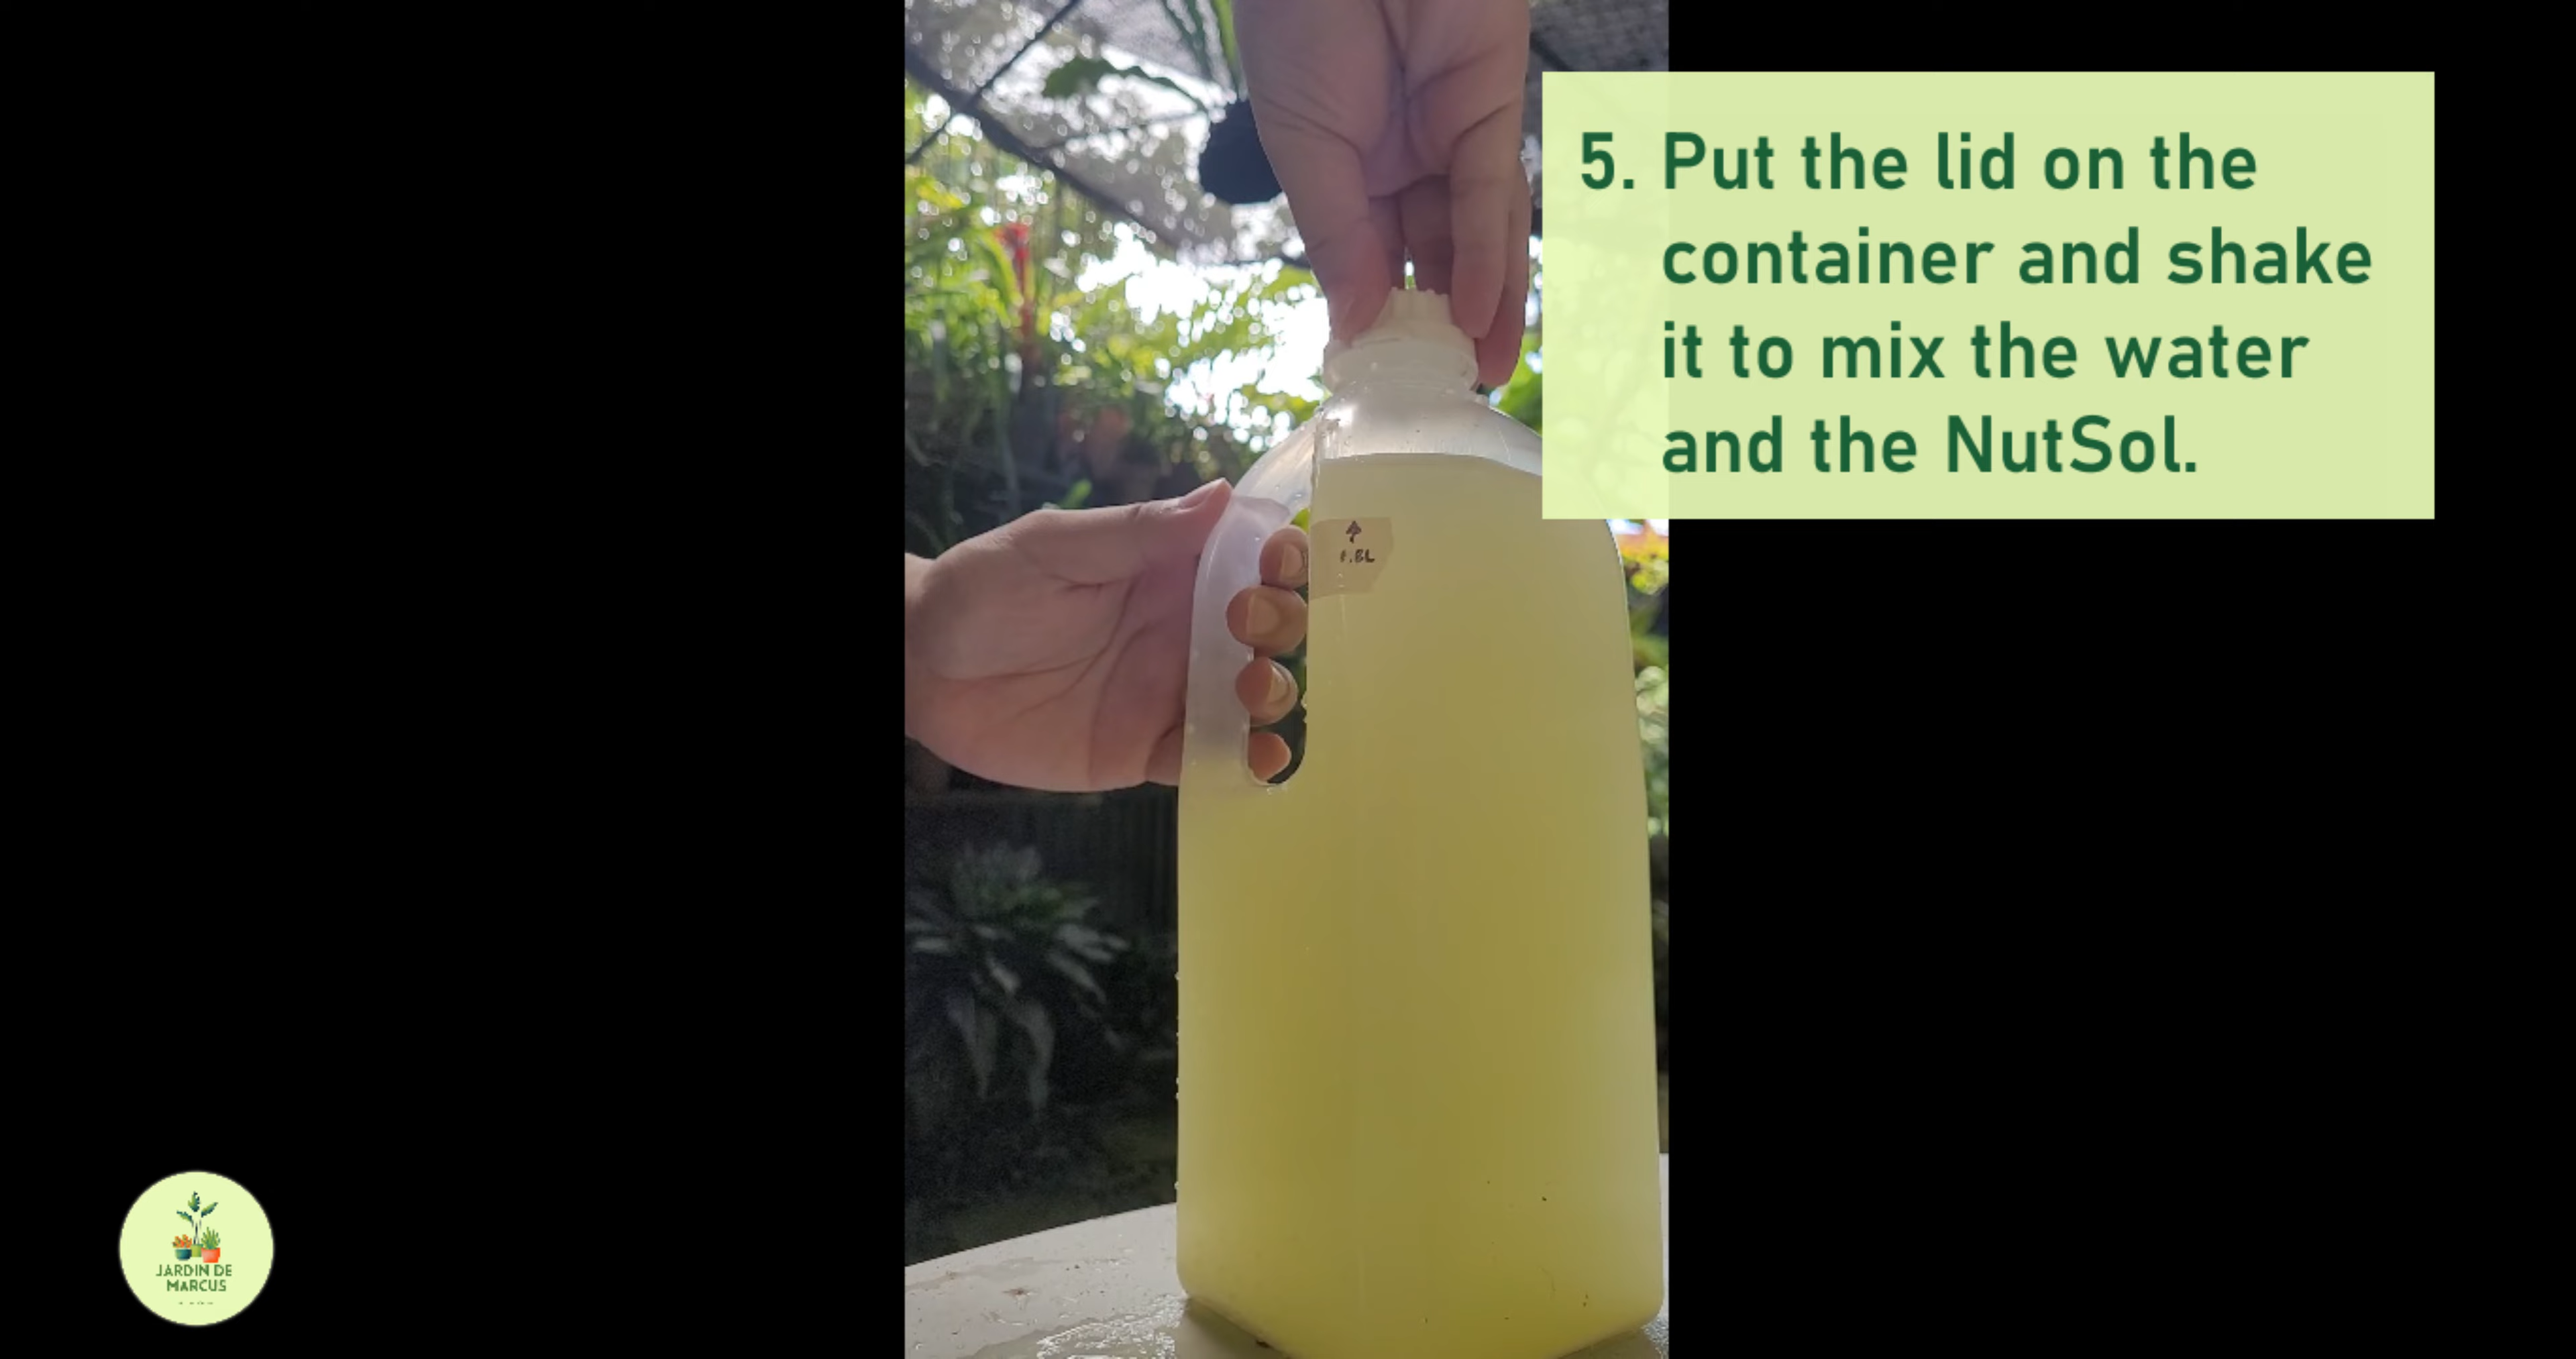 5. Put the lid on the
container and shake
it to mix the water
and the NutSol.
JARDIN DE
MARCUS